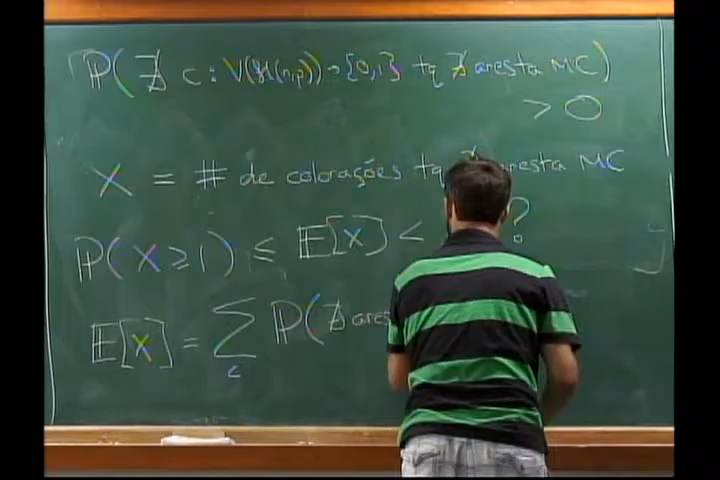 ℙ(∄ c: V(ℋ(n,p)) → {0,1} tq ∄ aresta MC)
> 0
X = # de colorações tq ∄ aresta MC
ℙ(X ≥ 1) ≤ 𝔼[X] < ?
𝔼[X] = Σ ℙ(∄ ares
c